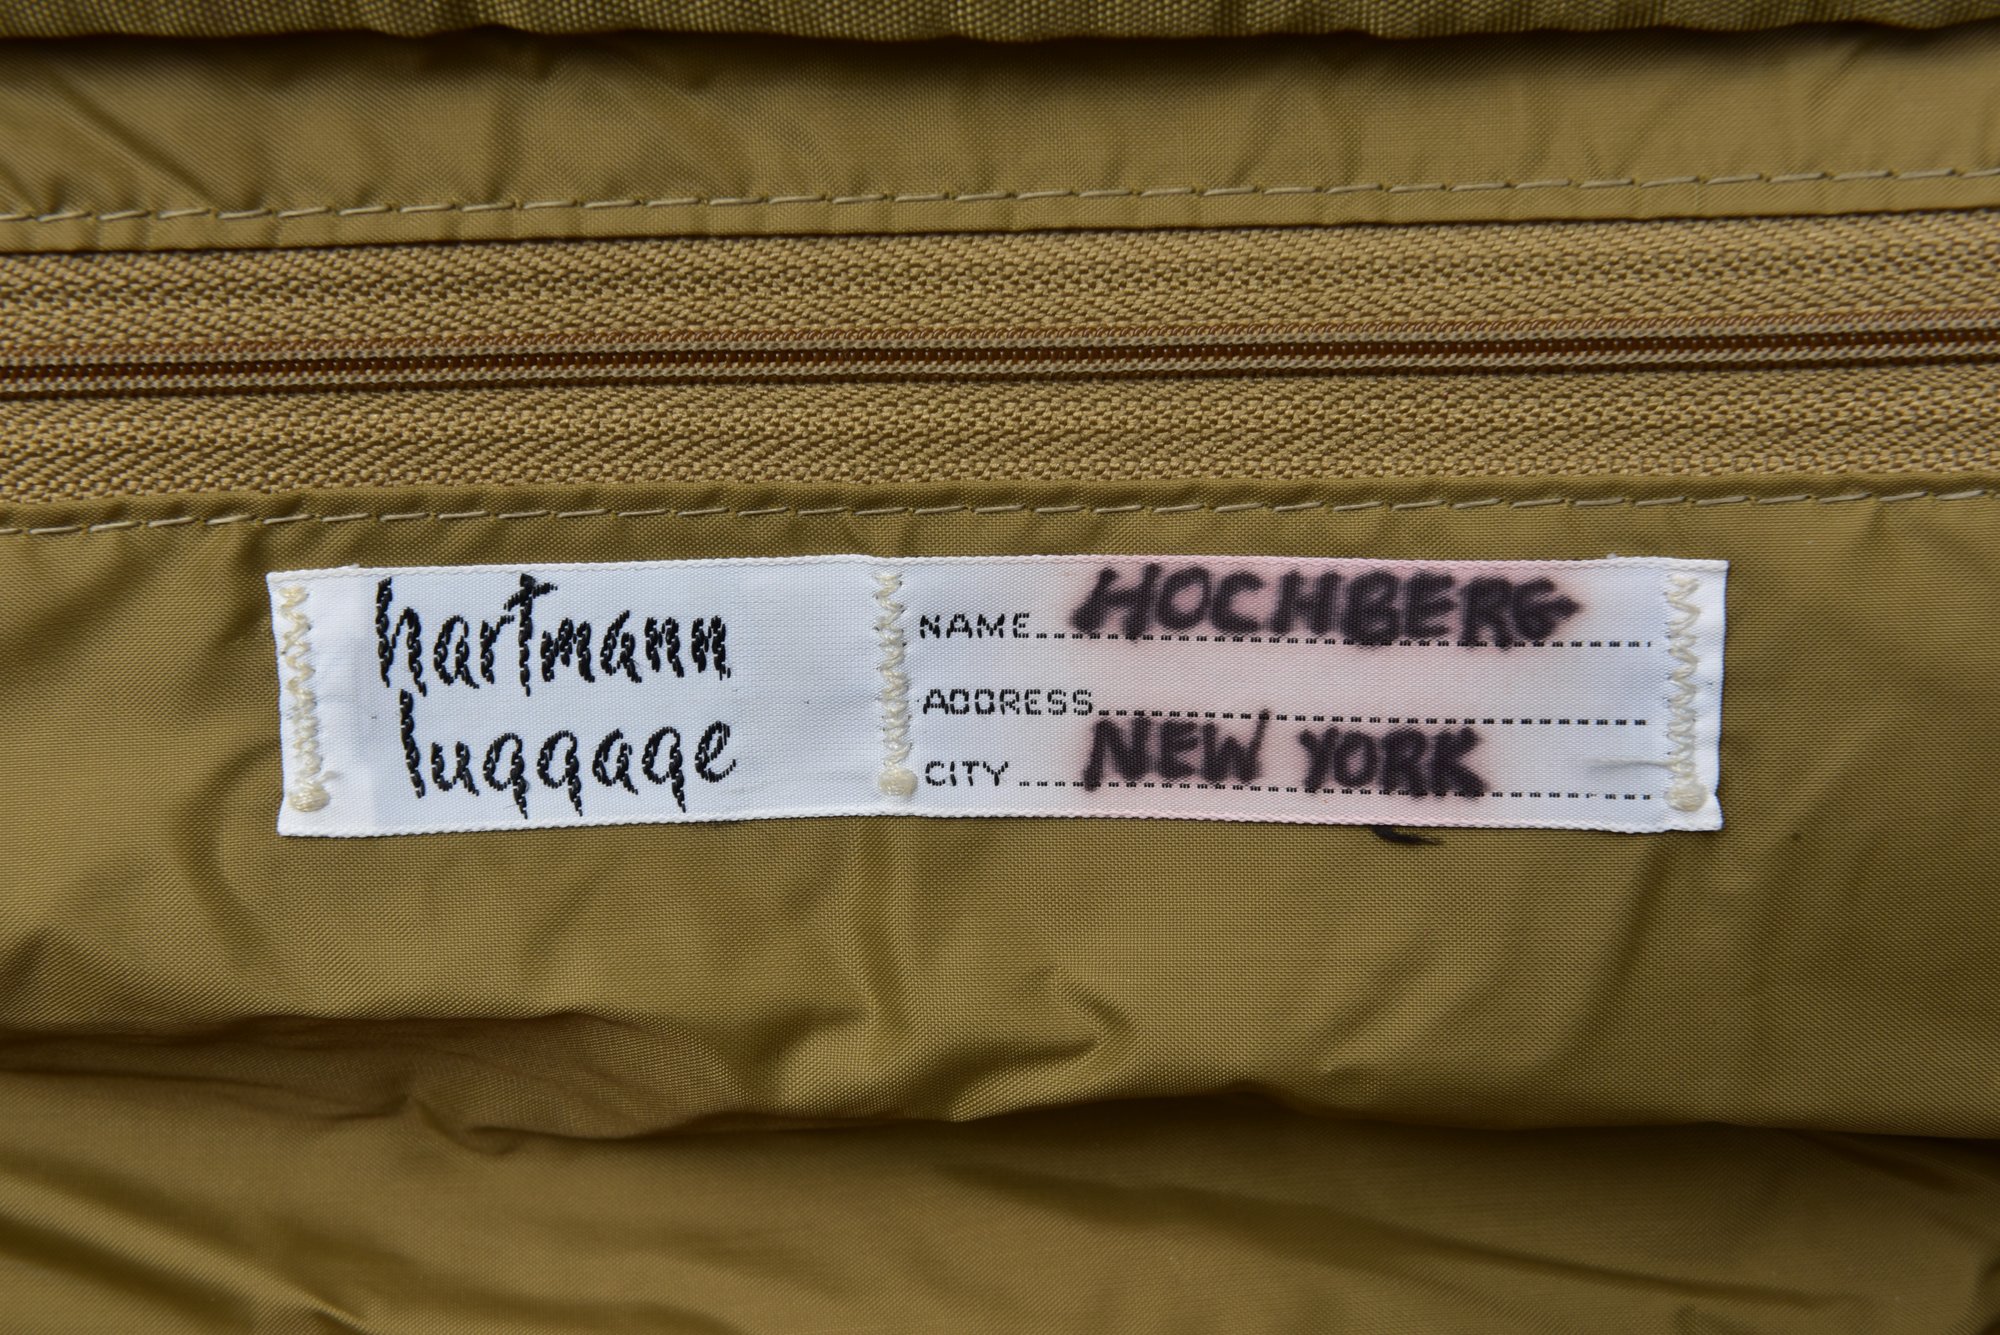 hartmann
luggage
NAME HOCHBERG
ADDRESS
CITY NEW YORK